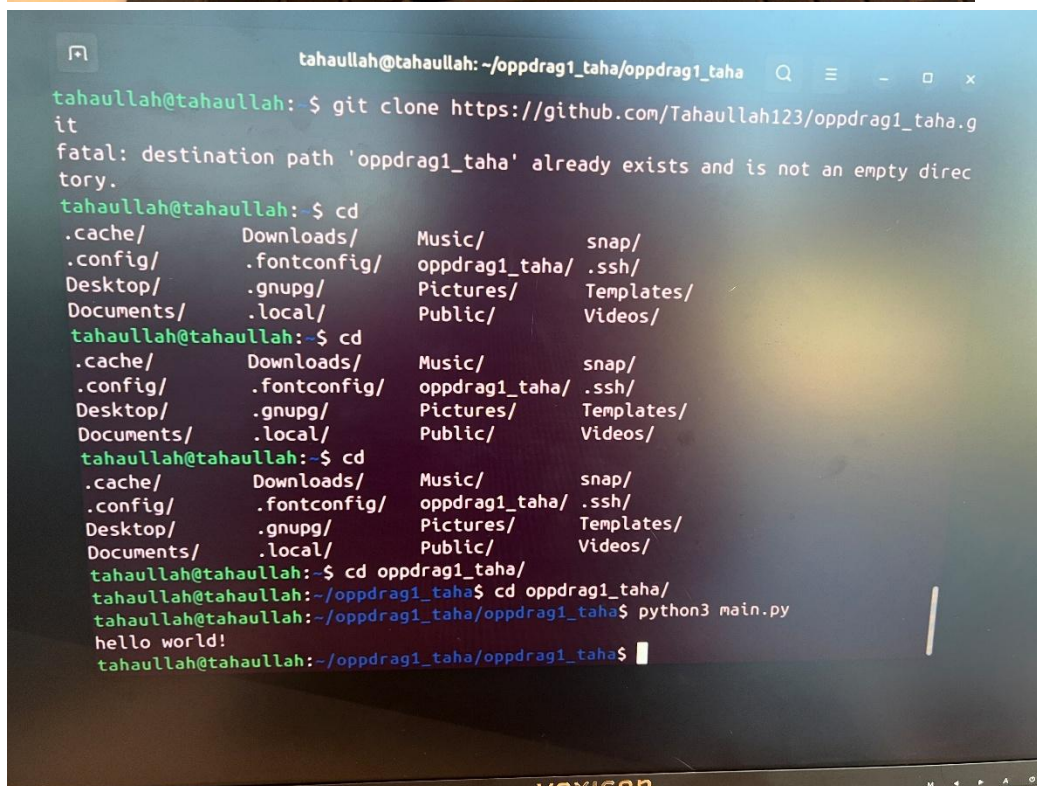 tahaullah@tahaullah: ~/oppdrag1_taha/oppdrag1_taha
tahaullah@tahaullah:~$ git clone https://github.com/Tahaullah123/oppdrag1_taha.g
it
fatal: destination path 'oppdrag1_taha' already exists and is not an empty direc
tory.
tahaullah@tahaullah:~$ cd
.cache/ Downloads/ Music/ snap/
.config/ .fontconfig/ oppdrag1_taha/ .ssh/
Desktop/ .gnupg/ Pictures/ Templates/
Documents/ .local/ Public/ Videos/
tahaullah@tahaullah:~$ cd
.cache/ Downloads/ Music/ snap/
.config/ .fontconfig/ oppdrag1_taha/ .ssh/
Desktop/ .gnupg/ Pictures/ Templates/
Documents/ .local/ Public/ Videos/
tahaullah@tahaullah:~$ cd
.cache/ Downloads/ Music/ snap/
.config/ .fontconfig/ oppdrag1_taha/ .ssh/
Desktop/ .gnupg/ Pictures/ Templates/
Documents/ .local/ Public/ Videos/
tahaullah@tahaullah:~$ cd oppdrag1_taha/
tahaullah@tahaullah:~/oppdrag1_taha$ cd oppdrag1_taha/
tahaullah@tahaullah:~/oppdrag1_taha/oppdrag1_taha$ python3 main.py
hello world!
tahaullah@tahaullah:~/oppdrag1_taha/oppdrag1_taha$